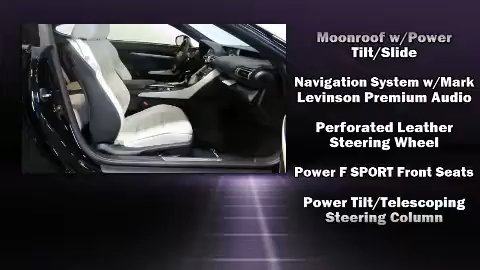 Moonroof w/Power
Tilt/Slide
Navigation System w/Mark
Levinson Premium Audio
Perforated Leather
Steering Wheel
Power F SPORT Front Seats
Power Tilt/Telescoping
Steering Column